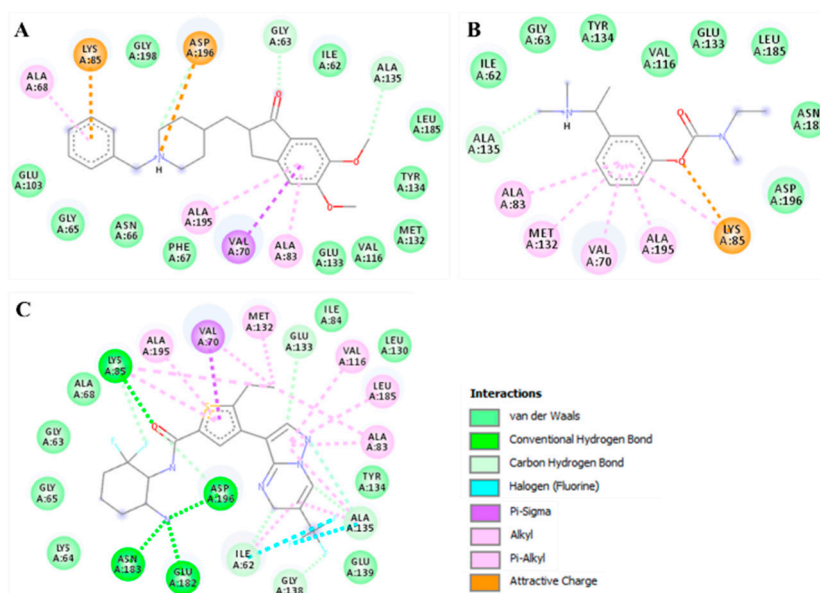 A
LYS
A:85
GLY
A:198
ASP
A:196
GLY
A:63
ILE
A:62
ALA
A:135
ALA
A:68
LEU
A:185
GLU
A:103
TYR
A:134
GLY
A:65
ASN
A:66
ALA
A:195
MET
A:132
PHE
A:67
VAL
A:70
ALA
A:83
GLU
A:133
VAL
A:116
N
H
O
O
O
B
GLY
A:63
TYR
A:134
VAL
A:116
GLU
A:133
LEU
A:185
ILE
A:62
ASN
ALA
A:135
ASP
A:196
ALA
A:83
MET
A:132
VAL
A:70
ALA
A:195
LYS
A:85
N
H
O
O
N
C
ALA
A:195
VAL
A:70
MET
A:132
GLU
A:133
ILE
A:84
LYS
A:85
VAL
A:116
LEU
A:130
ALA
A:68
LEU
A:185
GLY
A:63
ALA
A:83
GLY
A:65
ASP
A:196
TYR
A:134
ALA
A:135
LYS
A:64
ASN
A:183
GLU
A:182
ILE
A:62
GLY
A:138
GLU
A:139
Interactions
van der Waals
Conventional Hydrogen Bond
Carbon Hydrogen Bond
Halogen (Fluorine)
Pi-Sigma
Alkyl
Pi-Alkyl
Attractive Charge